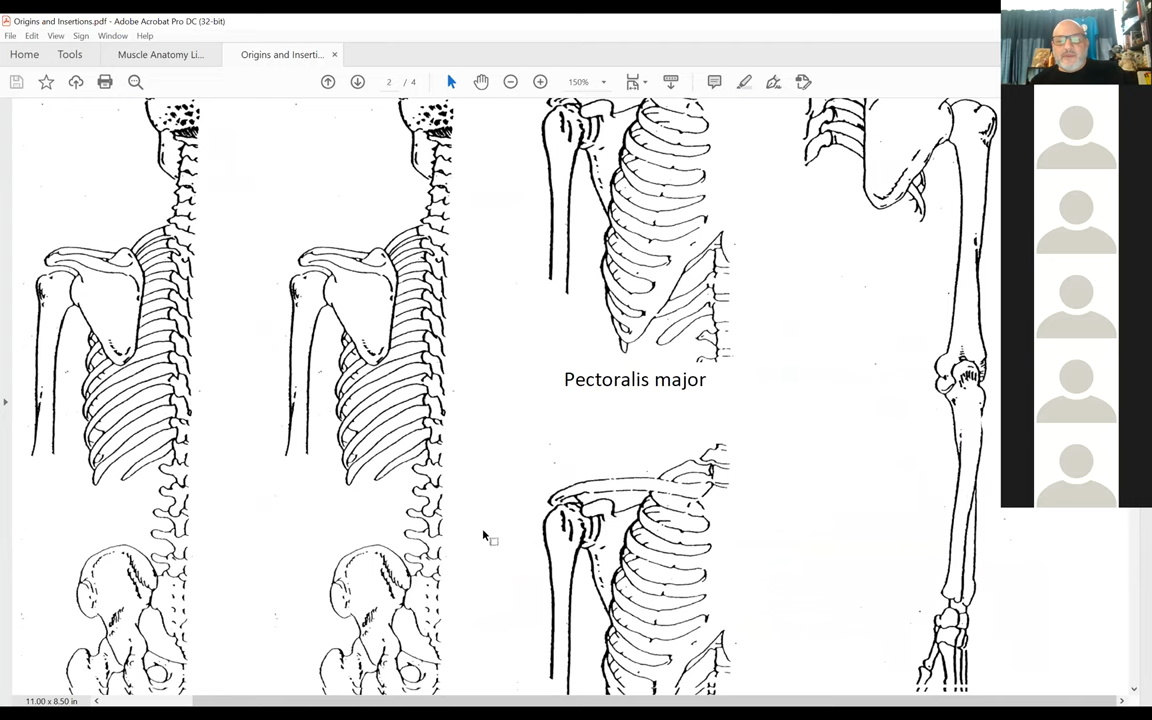 Origins and Insertions.pdf - Adobe Acrobat Pro DC (32-bit)
File Edit View Sign Window Help
Home Tools Muscle Anatomy Li... Origins and Inserti... ×
2 / 4 150%
Pectoralis major
11.00 x 8.50 in